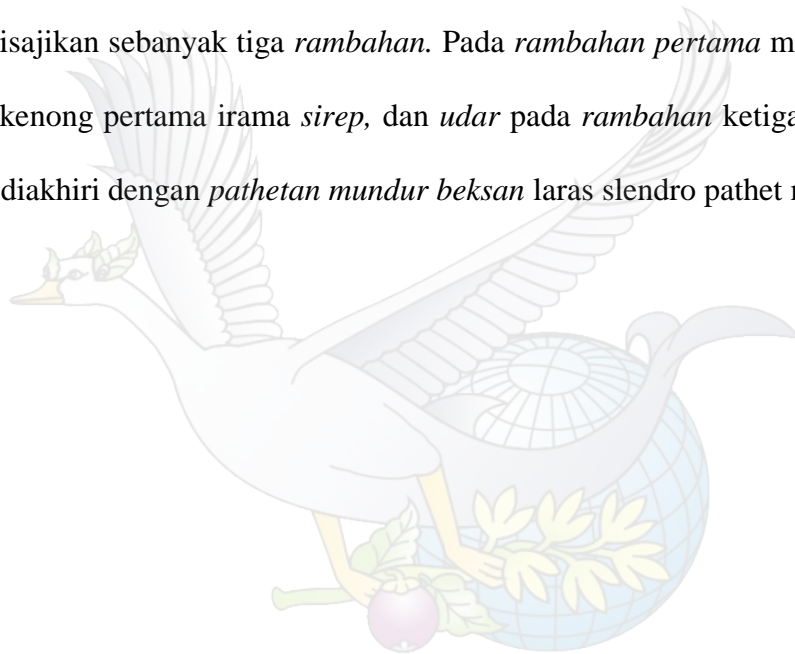 isajikan sebanyak tiga rambahan. Pada rambahan pertama m
kenong pertama irama sirep, dan udar pada rambahan ketiga
diakhiri dengan pathetan mundur beksan laras slendro pathet